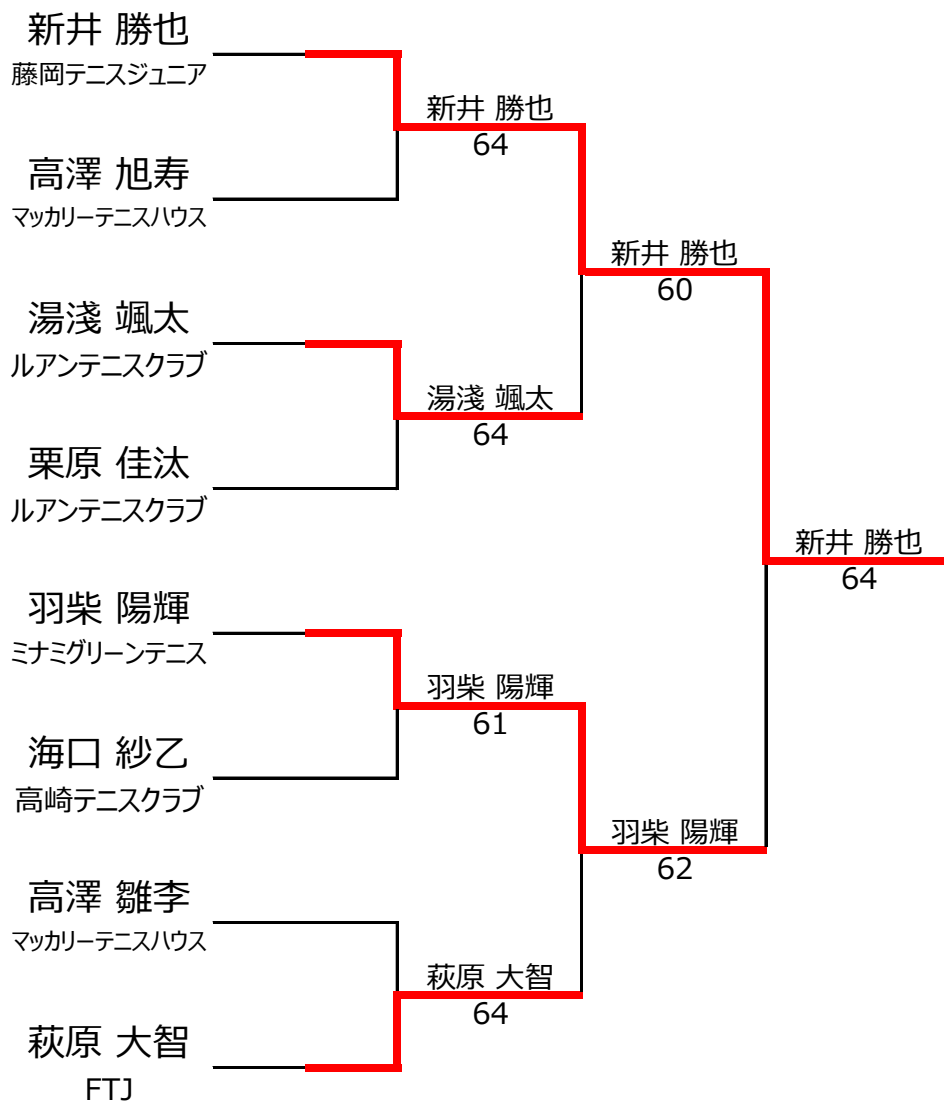 新井 勝也
藤岡テニスジュニア
新井 勝也
64
高澤 旭寿
マッカリーテニスハウス
新井 勝也
60
湯淺 颯太
ルアンテニスクラブ
湯淺 颯太
64
栗原 佳汰
ルアンテニスクラブ
新井 勝也
64
羽柴 陽輝
ミナミグリーンテニス
羽柴 陽輝
61
海口 紗乙
高崎テニスクラブ
羽柴 陽輝
62
高澤 雛李
マッカリーテニスハウス
萩原 大智
64
萩原 大智
FTJ